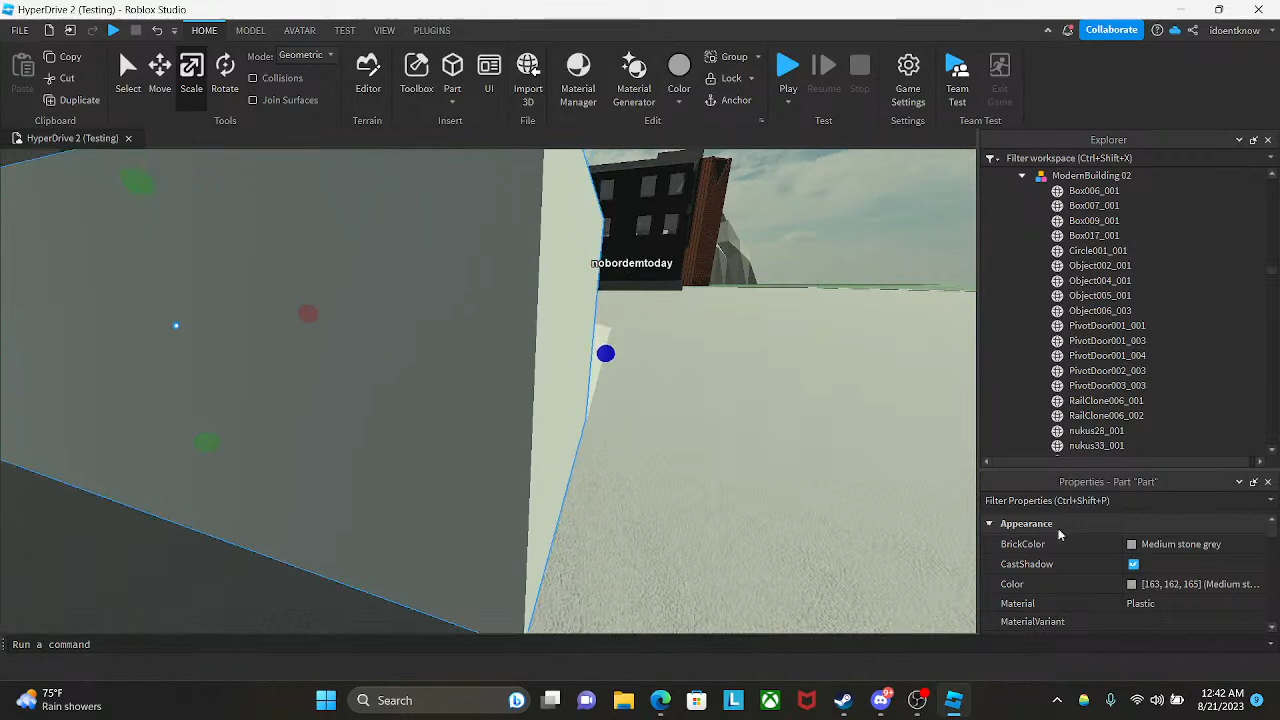 HyperDrive 2 (Testing) - Roblox Studio
FILE HOME MODEL AVATAR TEST VIEW PLUGINS Collaborate idoentknow
Paste Copy Cut Duplicate
Clipboard
Select Move Scale Rotate
Mode: Geometric
Collisions
Join Surfaces
Tools
Editor
Terrain
Toolbox Part UI
Insert
Import 3D
File
Material Manager Material Generator Color
Group
Lock
Anchor
Edit
Play Resume Stop
Test
Game Settings
Settings
Team Test Exit Game
Team Test
HyperDrive 2 (Testing)
nobordemtoday
Explorer
Filter workspace (Ctrl+Shift+X)
ModernBuilding 02
Box006_001
Box007_001
Box009_001
Box017_001
Circle001_001
Object002_001
Object004_001
Object005_001
Object006_003
PivotDoor001_001
PivotDoor001_003
PivotDoor001_004
PivotDoor002_003
PivotDoor003_003
RailClone006_001
RailClone006_002
nukus28_001
nukus33_001
Properties - Part "Part"
Filter Properties (Ctrl+Shift+P)
Appearance
BrickColor Medium stone grey
CastShadow
Color [163, 162, 165] (Medium st...
Material Plastic
MaterialVariant
Run a command
75°F
Rain showers
Search
L
9+
12:42 AM
8/21/2023
9